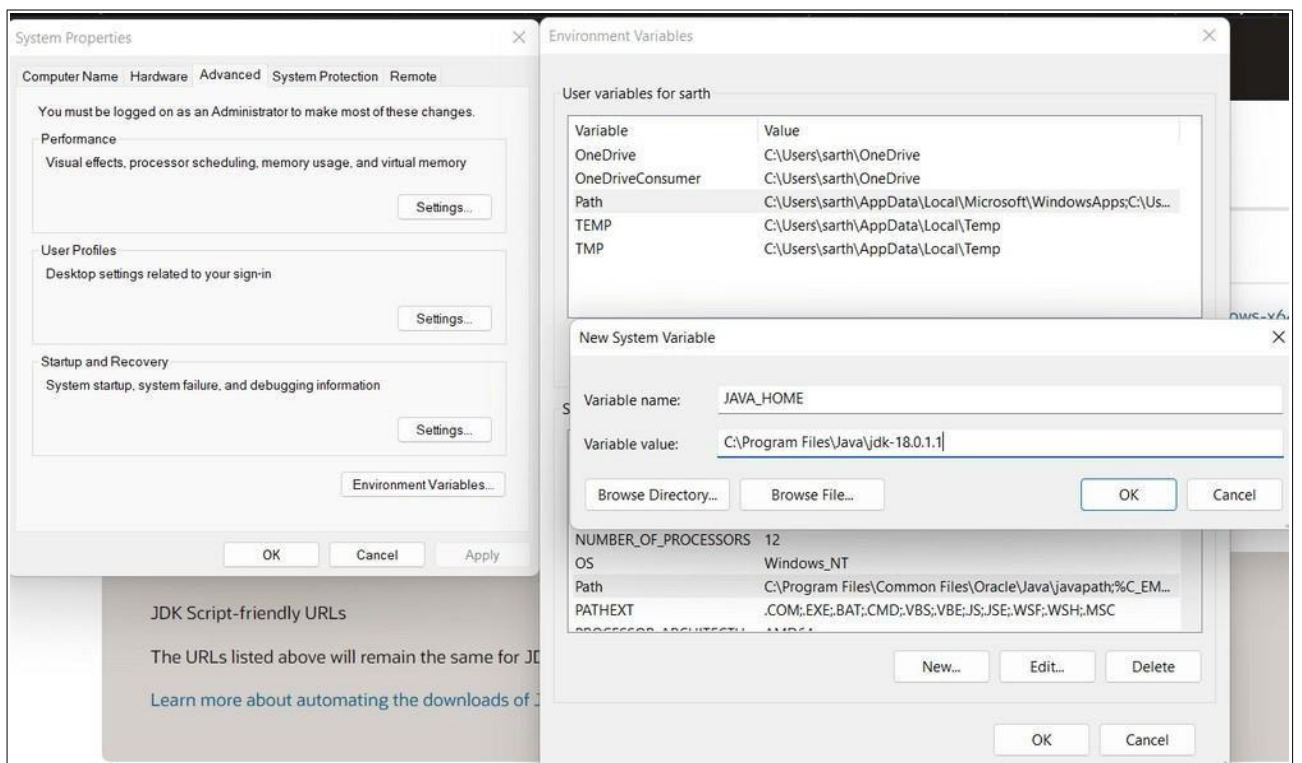 System Properties
Computer Name Hardware Advanced System Protection Remote
You must be logged on as an Administrator to make most of these changes.
Performance
Visual effects, processor scheduling, memory usage, and virtual memory
Settings...
User Profiles
Desktop settings related to your sign-in
Settings...
Startup and Recovery
System startup, system failure, and debugging information
Settings...
Environment Variables...
OK Cancel Apply
JDK Script-friendly URLs
The URLs listed above will remain the same for
Learn more about automating the downloads of
Environment Variables
User variables for sarth
Variable Value
OneDrive C:\Users\sarth\OneDrive
OneDriveConsumer C:\Users\sarth\OneDrive
Path C:\Users\sarth\AppData\Local\Microsoft\WindowsApps;C:\Us...
TEMP C:\Users\sarth\AppData\Local\Temp
TMP C:\Users\sarth\AppData\Local\Temp
New System Variable
Variable name: JAVA_HOME
Variable value: C:\Program Files\Java\jdk-18.0.1.1
Browse Directory... Browse File... OK Cancel
NUMBER_OF_PROCESSORS 12
OS Windows_NT
Path C:\Program Files\Common Files\Oracle\Java\javapath;%C_EM...
PATHEXT .COM;.EXE;.BAT;.CMD;.VBS;.VBE;.JS;.JSE;.WSF;.WSH;.MSC
New... Edit... Delete
OK Cancel